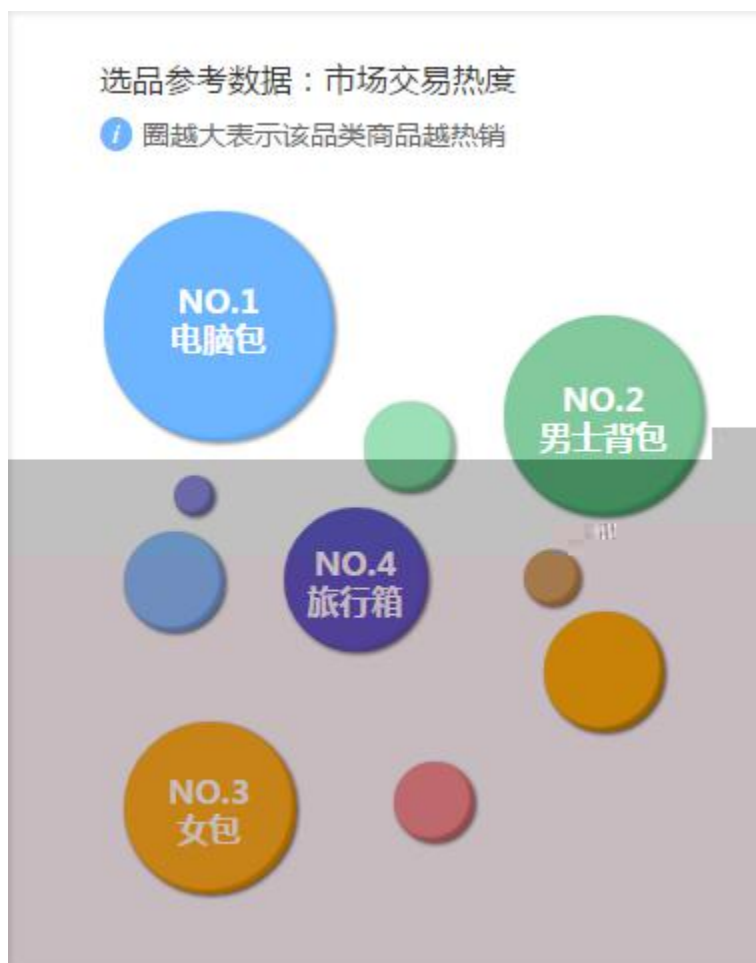 选品参考数据：市场交易热度
i 圈越大表示该品类商品越热销
NO.1
电脑包
NO.2
男士背包
NO.4
旅行箱
NO.3
女包